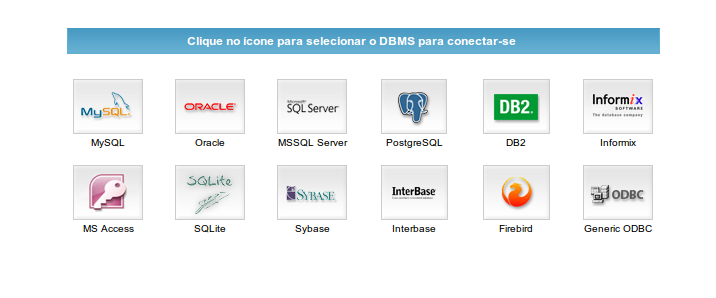 Clique no ícone para selecionar o DBMS para conectar-se
MySQL
ORACLE
Microsoft
SQL Server
DB2.
Informix
SOFTWARE
The database company
MySQL
Oracle
MSSQL Server
PostgreSQL
DB2
Informix
SQLite
SYBASE
InterBase
ODBC
MS Access
SQLite
Sybase
Interbase
Firebird
Generic ODBC